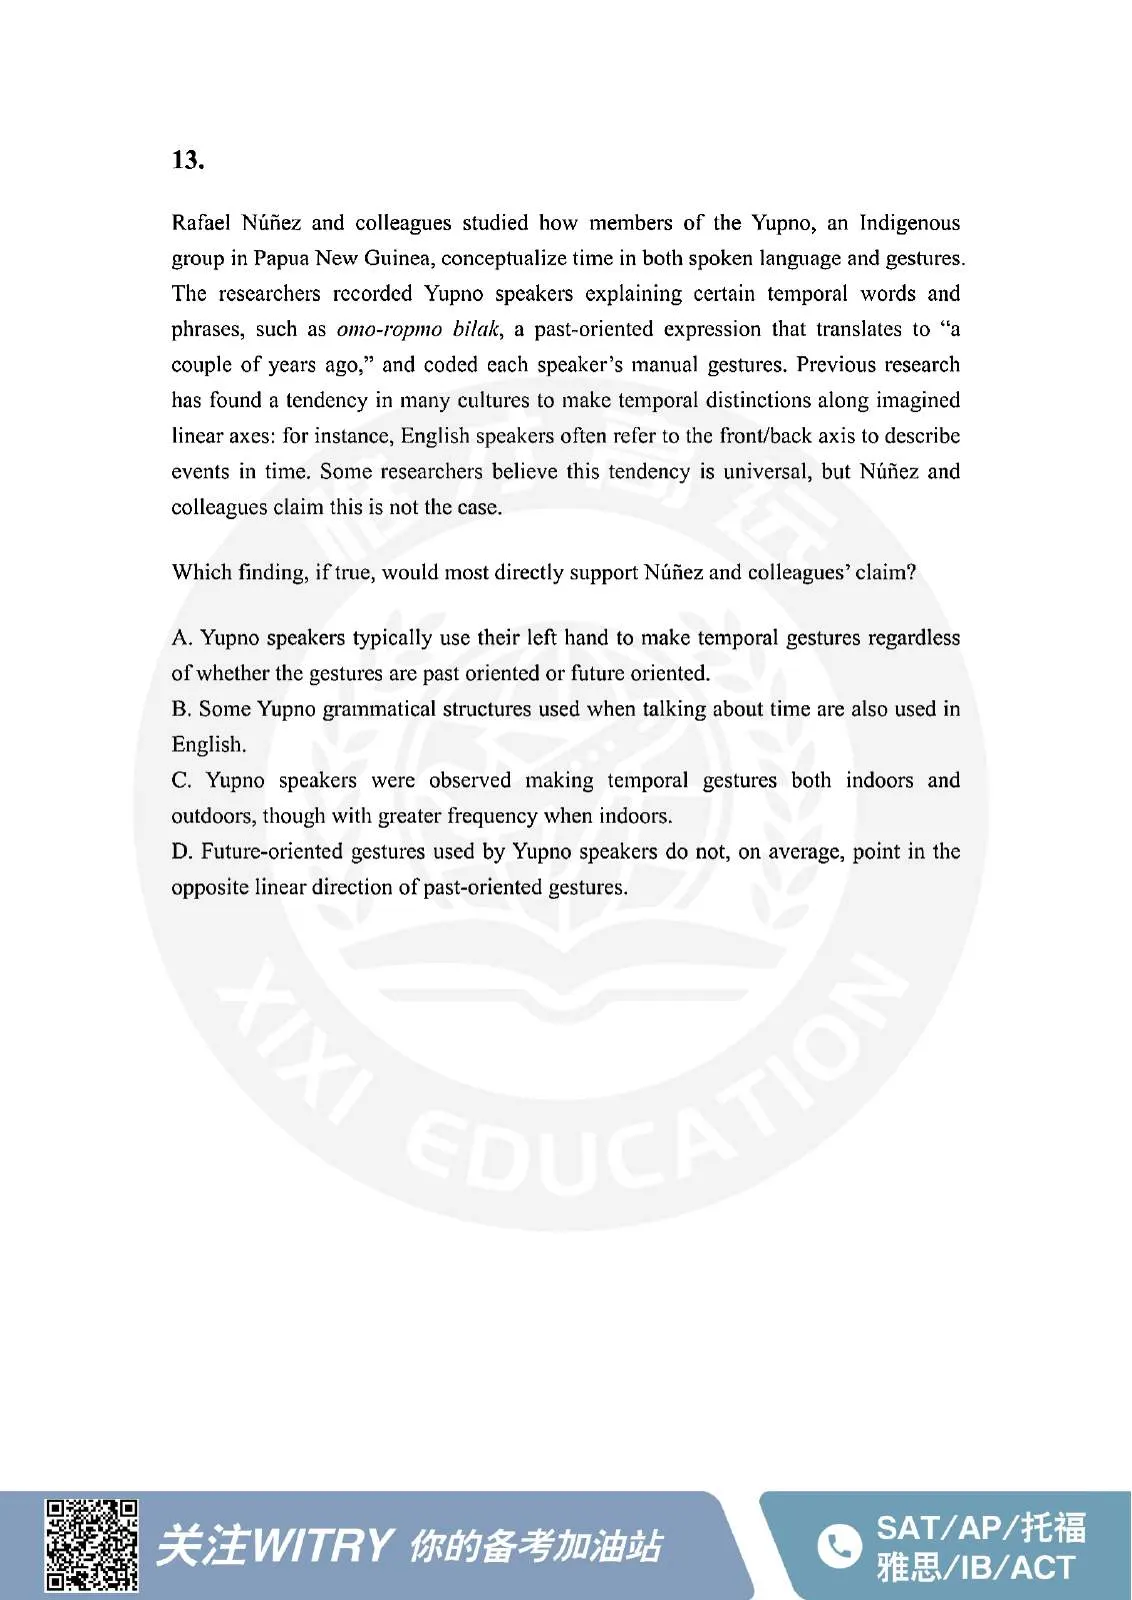 13.
Rafael Núñez and colleagues studied how members of the Yupno, an Indigenous
group in Papua New Guinea, conceptualize time in both spoken language and gestures.
The researchers recorded Yupno speakers explaining certain temporal words and
phrases, such as omo-ropmo bilak, a past-oriented expression that translates to “a
couple of years ago,” and coded each speaker’s manual gestures. Previous research
has found a tendency in many cultures to make temporal distinctions along imagined
linear axes: for instance, English speakers often refer to the front/back axis to describe
events in time. Some researchers believe this tendency is universal, but Núñez and
colleagues claim this is not the case.
Which finding, if true, would most directly support Núñez and colleagues’ claim?
A. Yupno speakers typically use their left hand to make temporal gestures regardless
of whether the gestures are past oriented or future oriented.
B. Some Yupno grammatical structures used when talking about time are also used in
English.
C. Yupno speakers were observed making temporal gestures both indoors and
outdoors, though with greater frequency when indoors.
D. Future-oriented gestures used by Yupno speakers do not, on average, point in the
opposite linear direction of past-oriented gestures.
XIXI EDUCATION
关注WITRY 你的备考加油站
SAT/AP/托福
雅思/IB/ACT